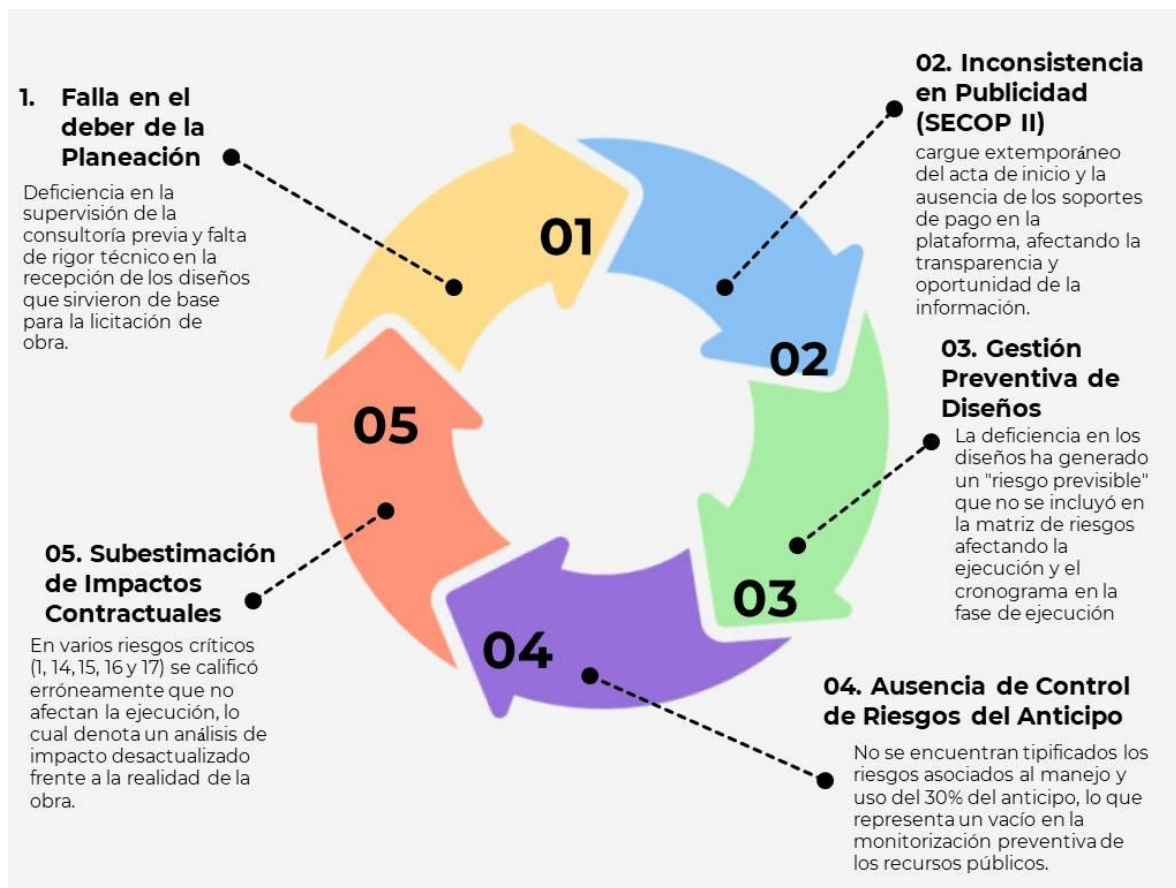 1. Falla en el
deber de la
Planeación
Deficiencia en la
supervisión de la
consultoría previa y falta
de rigor técnico en la
recepción de los diseños
que sirvieron de base
para la licitación de
obra.
01
02. Inconsistencia
en Publicidad
(SECOP II)
cargue extemporáneo
del acta de inicio y la
ausencia de los soportes
de pago en la
plataforma, afectando la
transparencia y
oportunidad de la
información.
02
03. Gestión
Preventiva de
Diseños
La deficiencia en los
diseños ha generado
un "riesgo previsible"
que no se incluyó en
la matriz de riesgos
afectando la
ejecución y el
cronograma en la
fase de ejecución
03
04. Ausencia de Control
de Riesgos del Anticipo
No se encuentran tipificados los
riesgos asociados al manejo y
uso del 30% del anticipo, lo que
representa un vacío en la
monitorización preventiva de
los recursos públicos.
04
05. Subestimación
de Impactos
Contractuales
En varios riesgos críticos
(1, 14, 15, 16 y 17) se calificó
erróneamente que no
afectan la ejecución, lo
cual denota un análisis de
impacto desactualizado
frente a la realidad de la
obra.
05